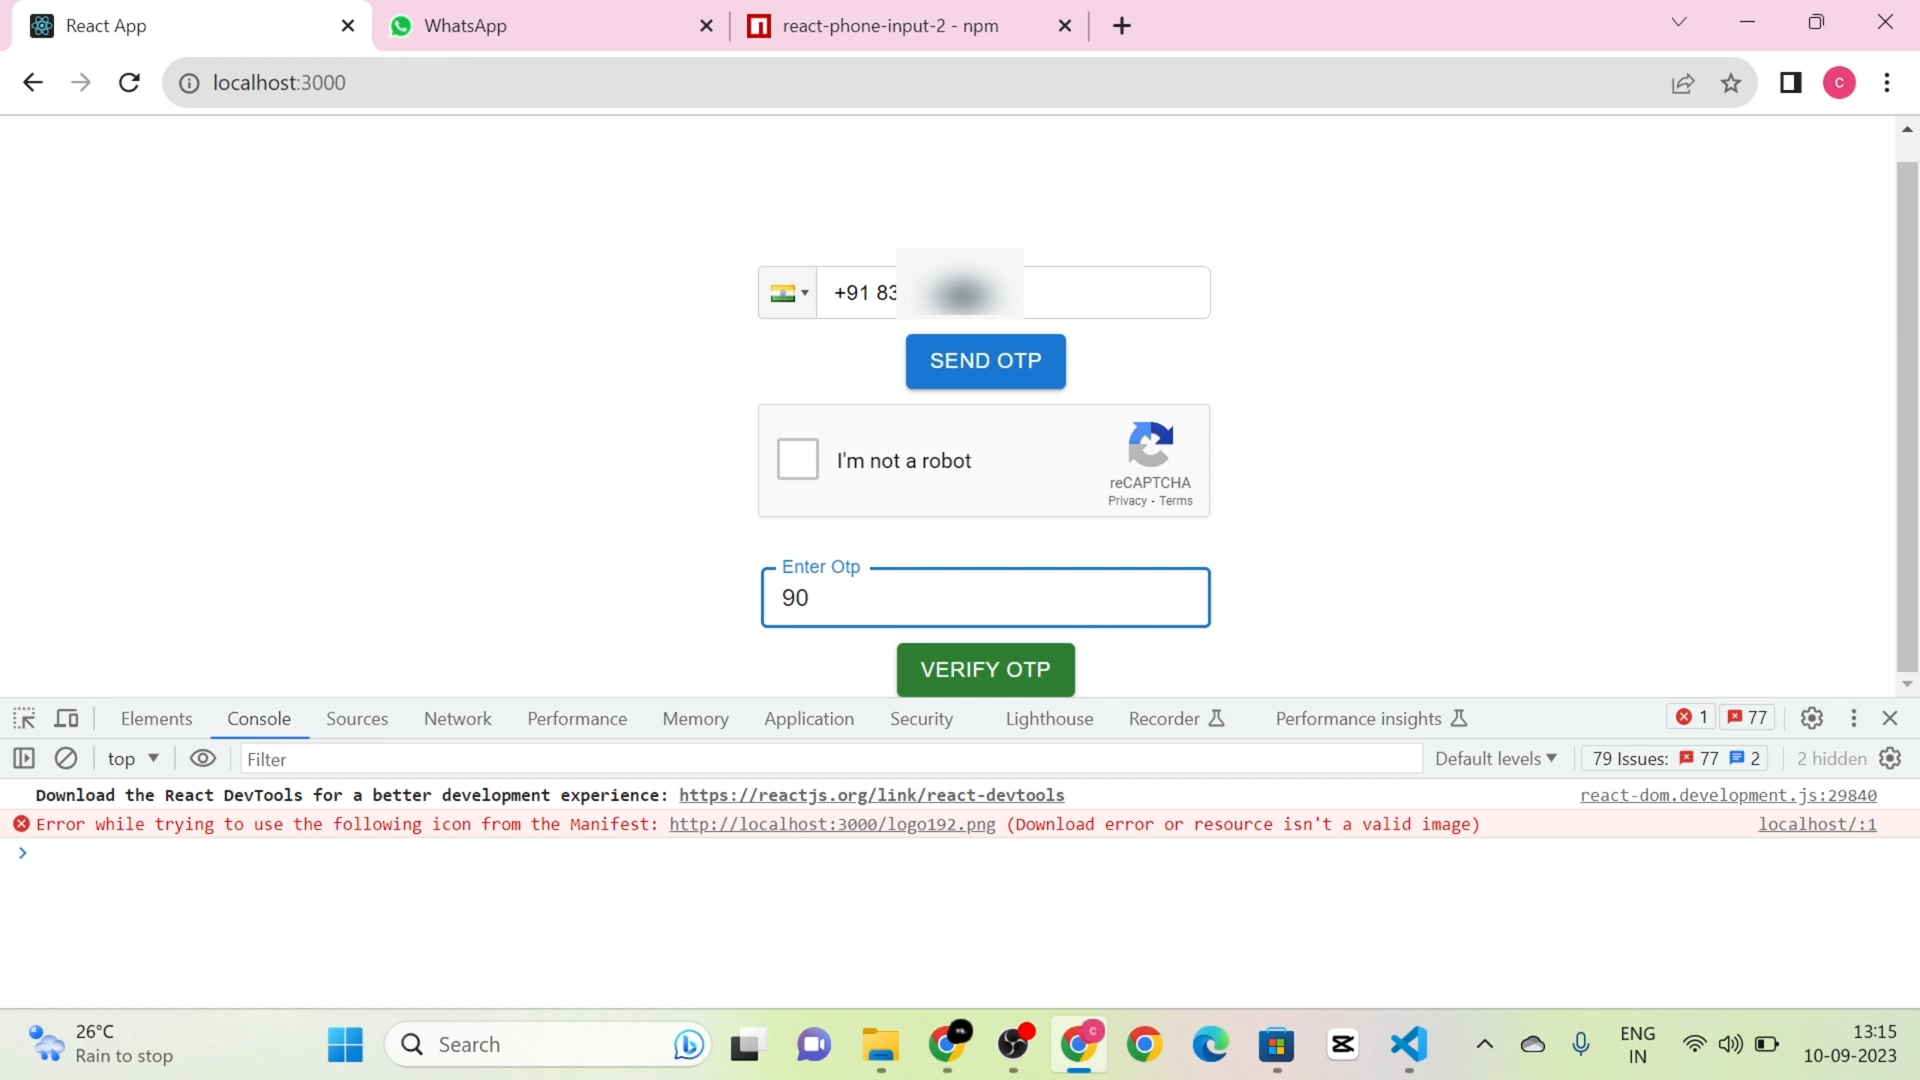 React App
WhatsApp
react-phone-input-2 - npm
localhost:3000
c
+91 83
SEND OTP
I'm not a robot
reCAPTCHA
Privacy - Terms
Enter Otp
90
VERIFY OTP
Elements Console Sources Network Performance Memory Application Security Lighthouse Recorder Performance insights 1 77
top Filter Default levels 79 Issues: 77 2 2 hidden
Download the React DevTools for a better development experience: https://reactjs.org/link/react-devtools react-dom.development.js:29840
Error while trying to use the following icon from the Manifest: http://localhost:3000/logo192.png (Download error or resource isn't a valid image) localhost/:1
26°C
Rain to stop
Search
c
ENG
IN
13:15
10-09-2023